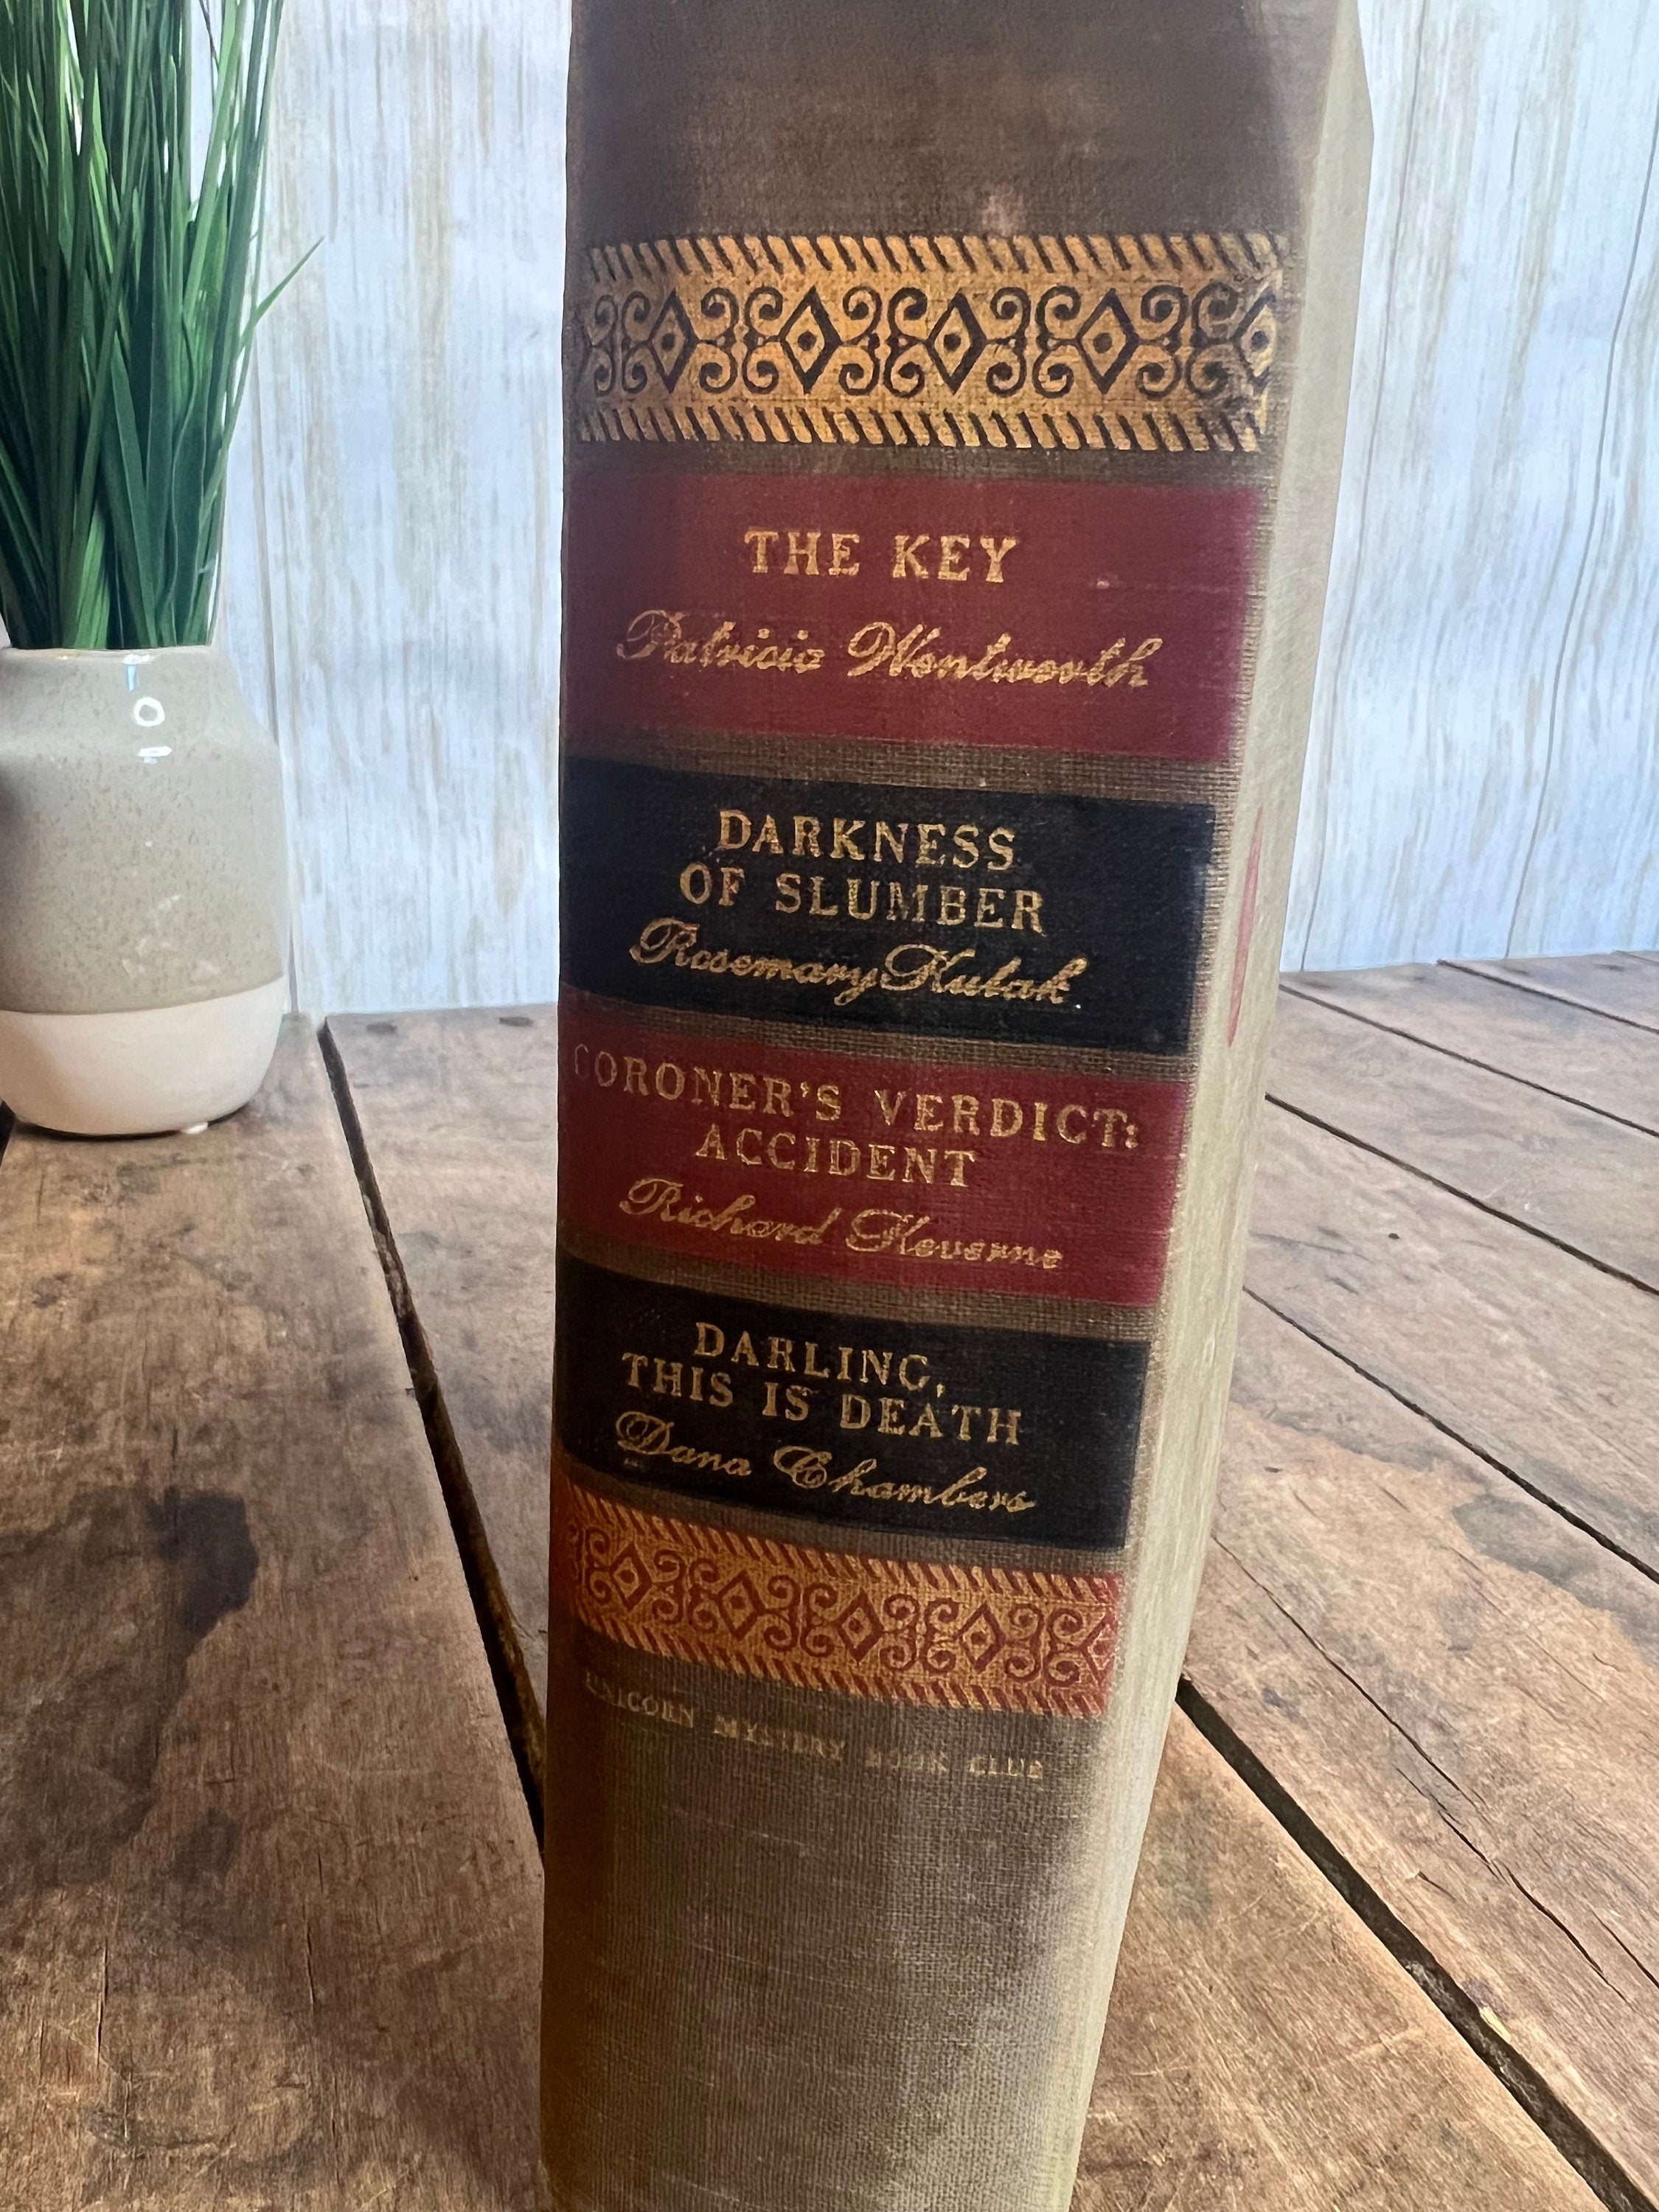 THE KEY
Patricia Wentworth
DARKNESS
OF SLUMBER
Rosemary Kutak
CORONER'S VERDICT:
ACCIDENT
Richard Keverne
DARLING,
THIS IS DEATH
Dana Chambers
UNICORN MYSTERY BOOK CLUB